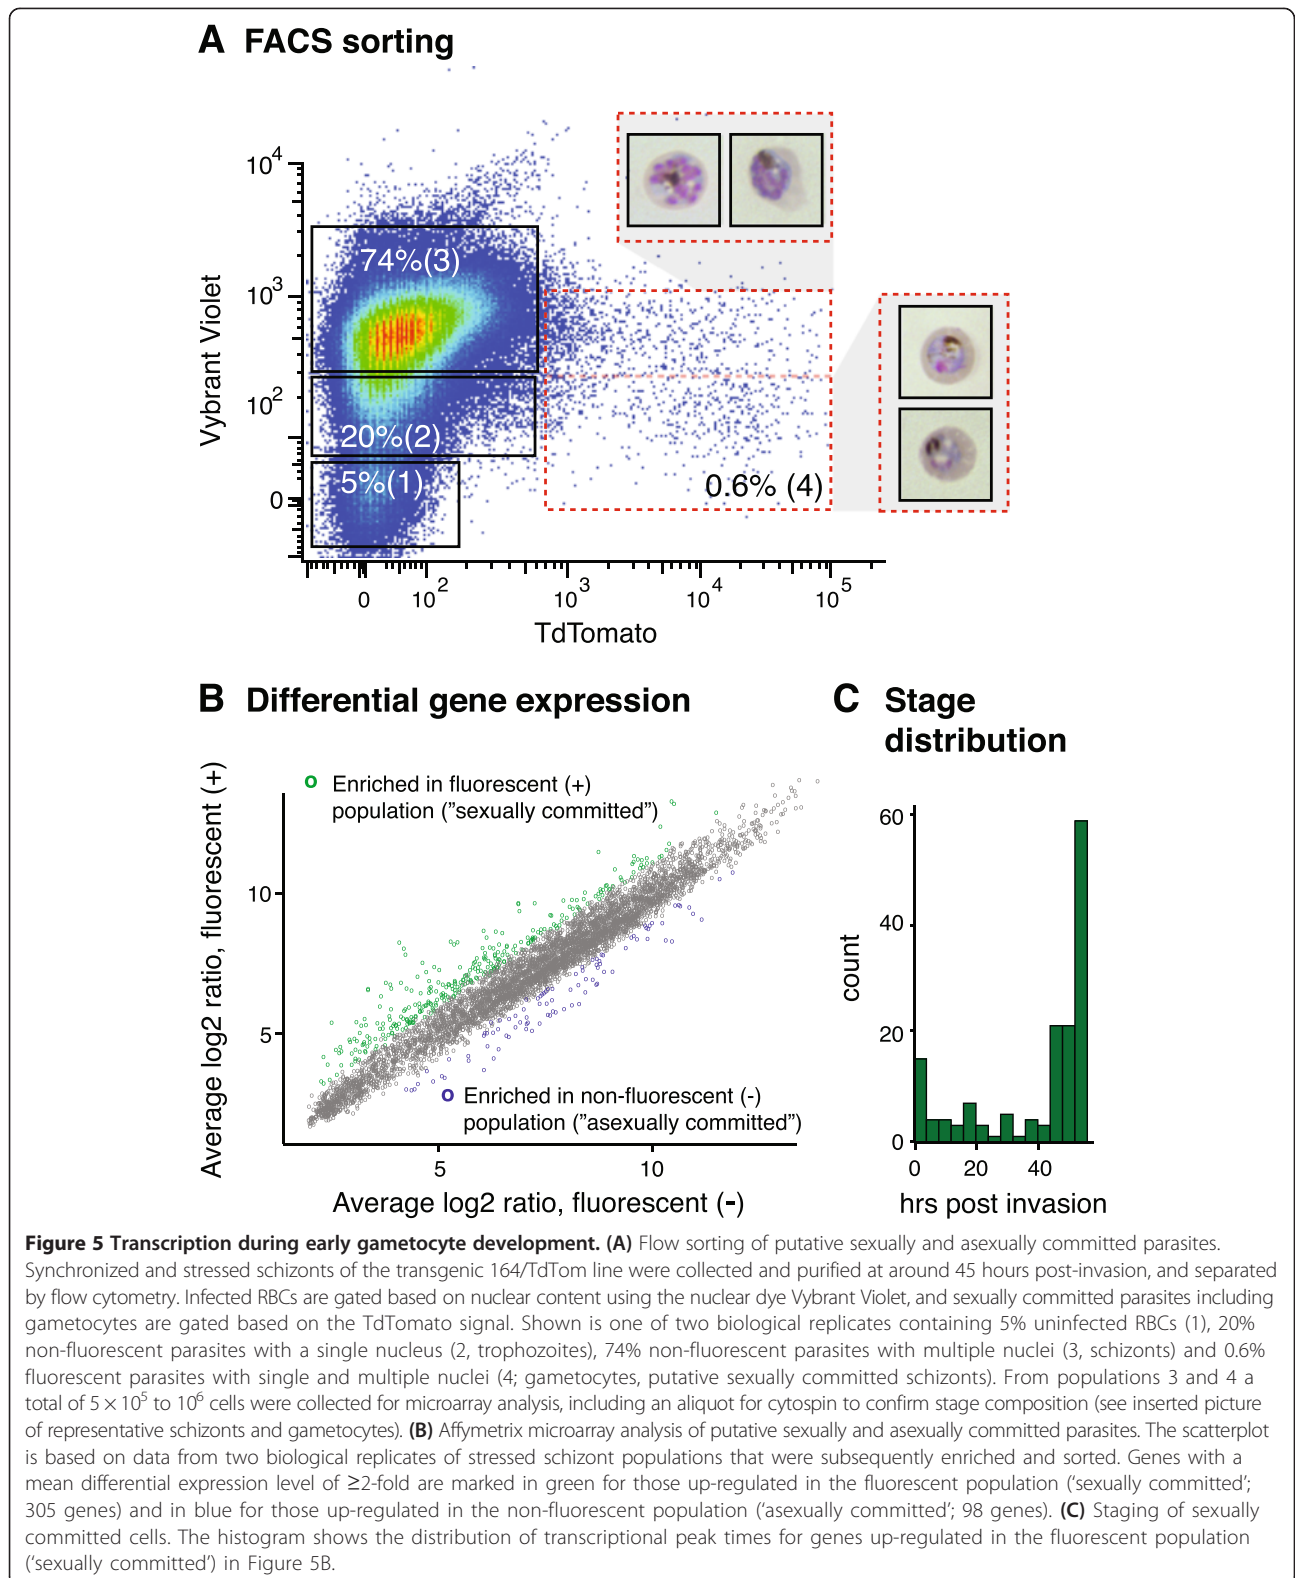 A FACS sorting
10^4
10^3
10^2
0
Vybrant Violet
74%(3)
20%(2)
5%(1)
0.6% (4)
0 10^2 10^3 10^4 10^5
TdTomato
B Differential gene expression
Average log2 ratio, fluorescent (+)
o Enriched in fluorescent (+)
population (”sexually committed”)
10
5
o Enriched in non-fluorescent (-)
population (”asexually committed”)
5 10
Average log2 ratio, fluorescent (-)
C Stage
distribution
60
40
20
0
count
0 20 40
hrs post invasion
Figure 5 Transcription during early gametocyte development. (A) Flow sorting of putative sexually and asexually committed parasites.
Synchronized and stressed schizonts of the transgenic 164/TdTom line were collected and purified at around 45 hours post-invasion, and separated
by flow cytometry. Infected RBCs are gated based on nuclear content using the nuclear dye Vybrant Violet, and sexually committed parasites including
gametocytes are gated based on the TdTomato signal. Shown is one of two biological replicates containing 5% uninfected RBCs (1), 20%
non-fluorescent parasites with a single nucleus (2, trophozoites), 74% non-fluorescent parasites with multiple nuclei (3, schizonts) and 0.6%
fluorescent parasites with single and multiple nuclei (4; gametocytes, putative sexually committed schizonts). From populations 3 and 4 a
total of 5 × 10^5 to 10^6 cells were collected for microarray analysis, including an aliquot for cytospin to confirm stage composition (see inserted picture
of representative schizonts and gametocytes). (B) Affymetrix microarray analysis of putative sexually and asexually committed parasites. The scatterplot
is based on data from two biological replicates of stressed schizont populations that were subsequently enriched and sorted. Genes with a
mean differential expression level of ≥2-fold are marked in green for those up-regulated in the fluorescent population (‘sexually committed’;
305 genes) and in blue for those up-regulated in the non-fluorescent population (‘asexually committed’; 98 genes). (C) Staging of sexually
committed cells. The histogram shows the distribution of transcriptional peak times for genes up-regulated in the fluorescent population
(‘sexually committed’) in Figure 5B.